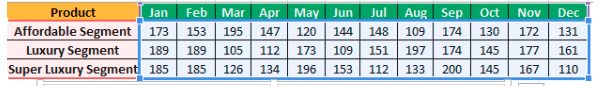 Product Jan Feb Mar Apr May Jun Jul Aug Sep Oct Nov Dec
Affordable Segment 173 153 195 147 120 144 148 109 174 130 172 131
Luxury Segment 189 189 105 112 173 109 151 197 174 145 177 161
Super Luxury Segment 185 185 126 134 196 153 112 133 200 145 167 110